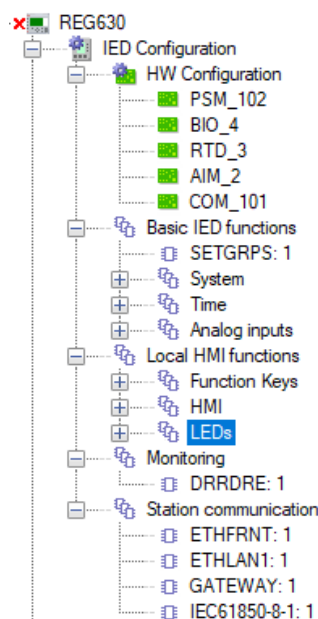 REG630
IED Configuration
HW Configuration
PSM_102
BIO_4
RTD_3
AIM_2
COM_101
Basic IED functions
SETGRPS: 1
System
Time
Analog inputs
Local HMI functions
Function Keys
HMI
LEDs
Monitoring
DRRDRE: 1
Station communication
ETHFRNT: 1
ETHLAN1: 1
GATEWAY: 1
IEC61850-8-1: 1